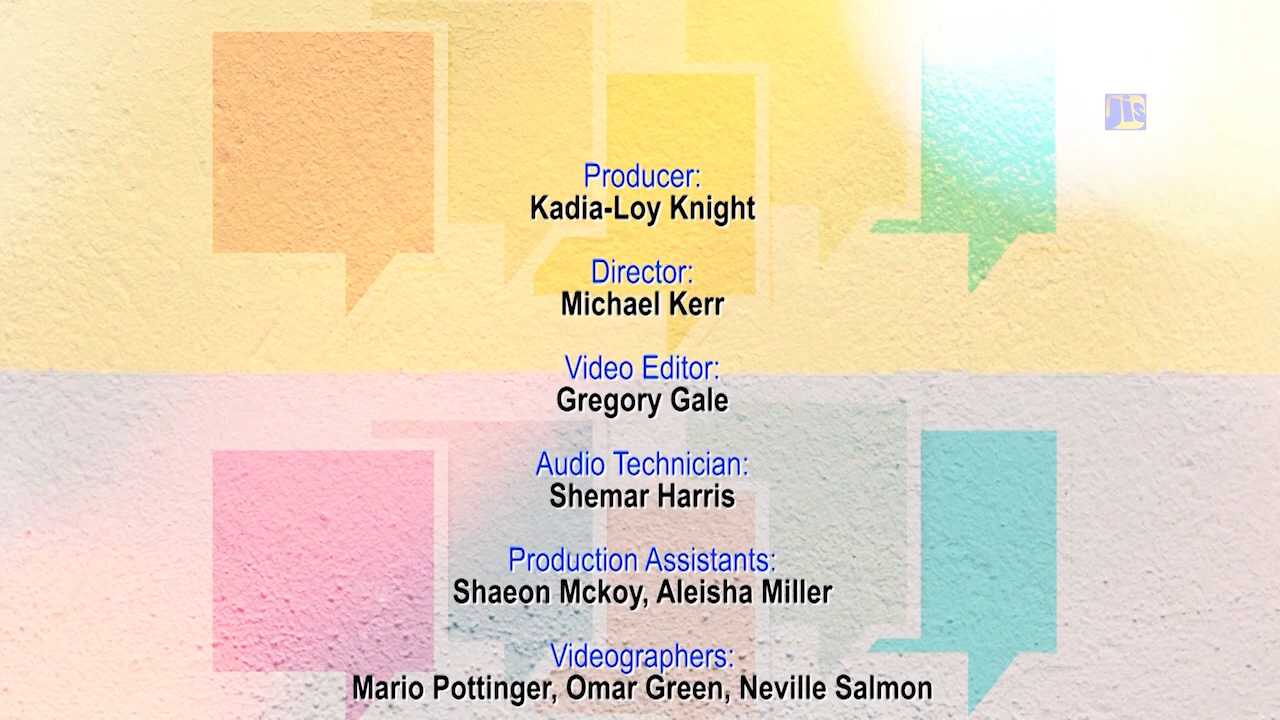 JIS
Producer:
Kadia-Loy Knight
Director:
Michael Kerr
Video Editor:
Gregory Gale
Audio Technician:
Shemar Harris
Production Assistants:
Shaeon Mckoy, Aleisha Miller
Videographers:
Mario Pottinger, Omar Green, Neville Salmon